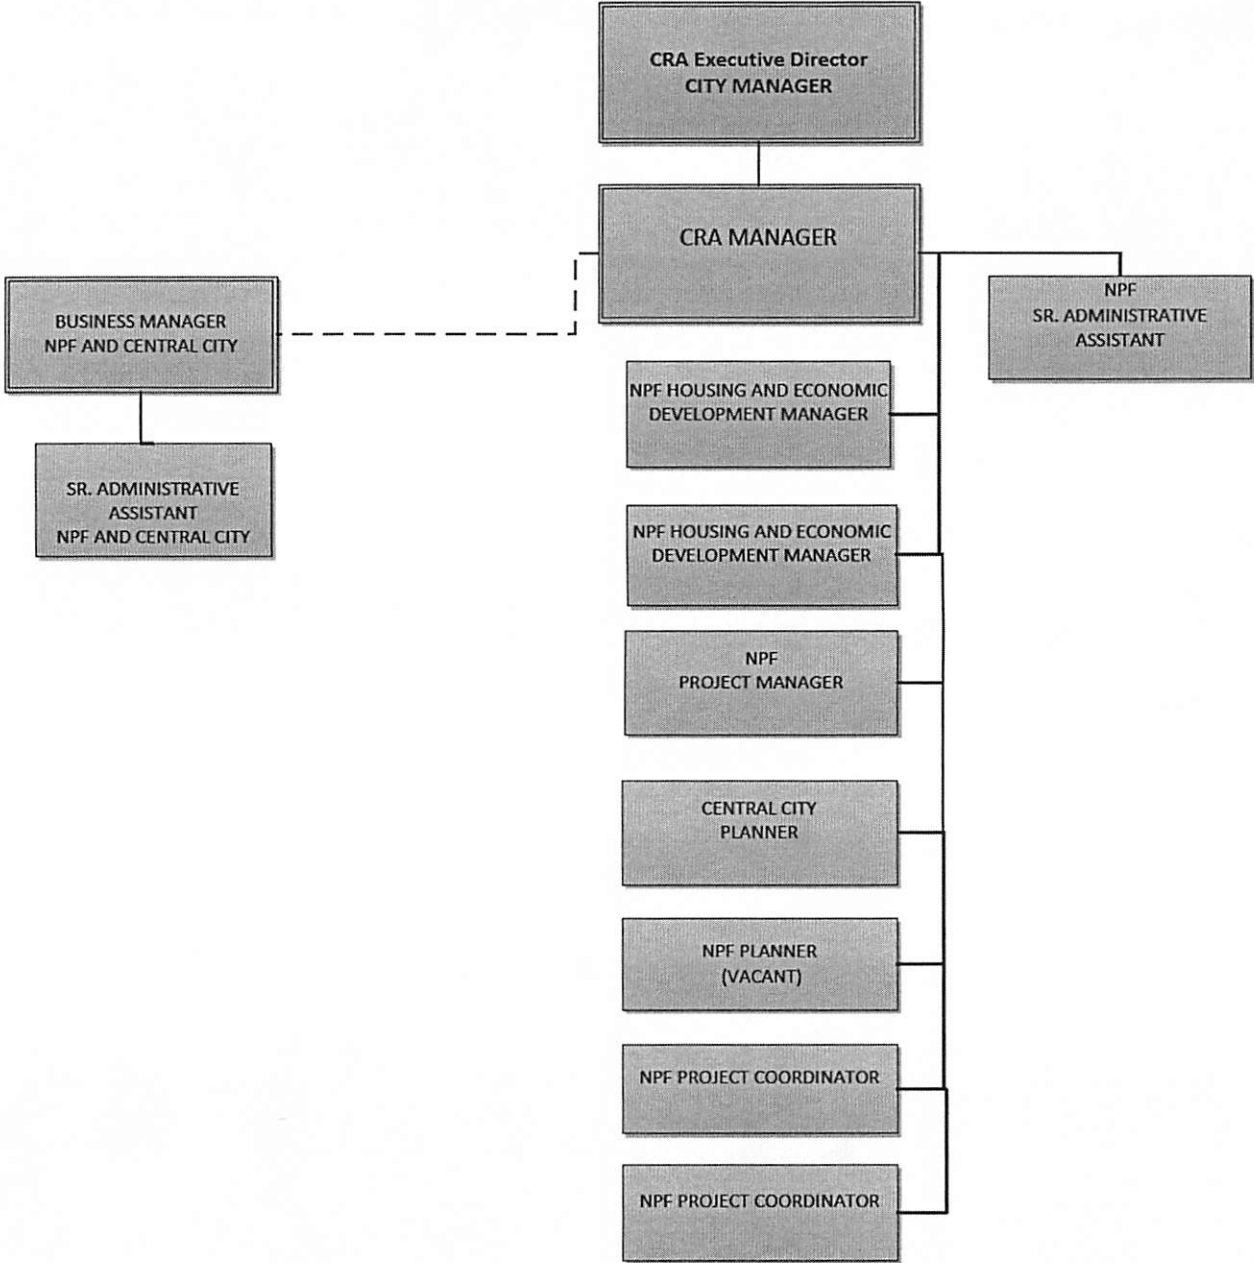 CRA Executive Director
CITY MANAGER
CRA MANAGER
BUSINESS MANAGER
NPF AND CENTRAL CITY
NPF
SR. ADMINISTRATIVE
ASSISTANT
SR. ADMINISTRATIVE
ASSISTANT
NPF AND CENTRAL CITY
NPF HOUSING AND ECONOMIC
DEVELOPMENT MANAGER
NPF HOUSING AND ECONOMIC
DEVELOPMENT MANAGER
NPF
PROJECT MANAGER
CENTRAL CITY
PLANNER
NPF PLANNER
(VACANT)
NPF PROJECT COORDINATOR
NPF PROJECT COORDINATOR